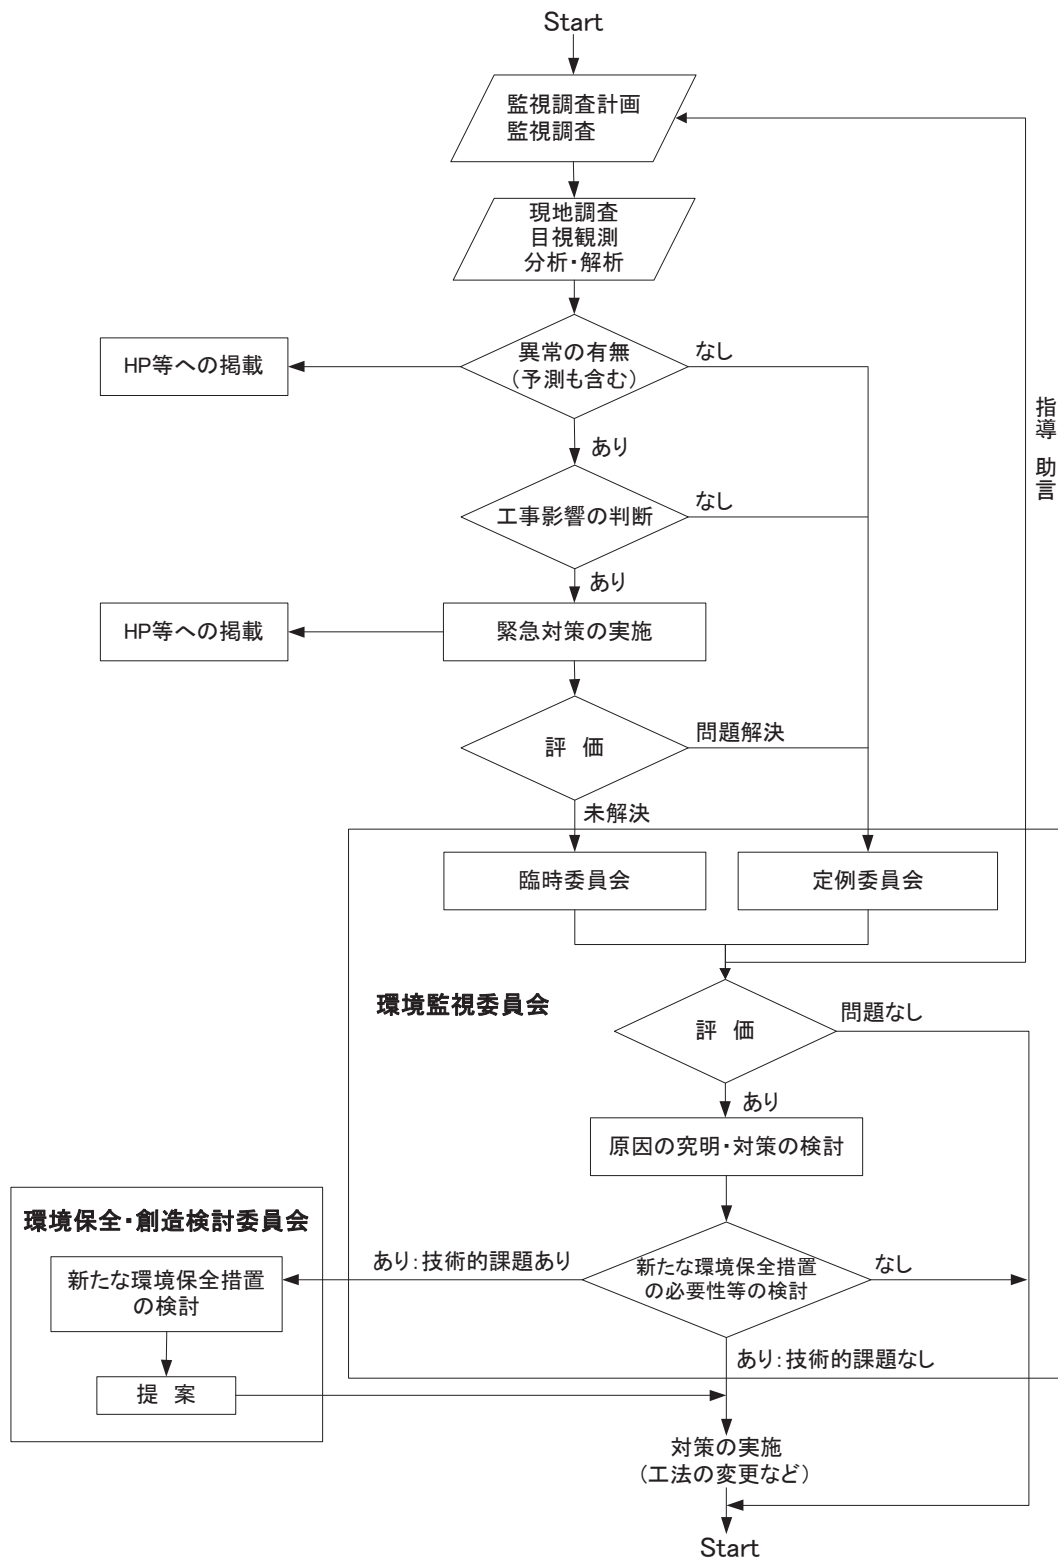 Start
監視調査計画
監視調査
現地調査
目視観測
分析・解析
HP等への掲載
異常の有無
（予測も含む）
なし
あり
指導 助言
工事影響の判断
なし
あり
HP等への掲載
緊急対策の実施
評 価
問題解決
未解決
臨時委員会
定例委員会
環境監視委員会
評 価
問題なし
あり
原因の究明・対策の検討
環境保全・創造検討委員会
新たな環境保全措置
の検討
あり：技術的課題あり
新たな環境保全措置
の必要性等の検討
なし
あり：技術的課題なし
提 案
対策の実施
（工法の変更など）
Start